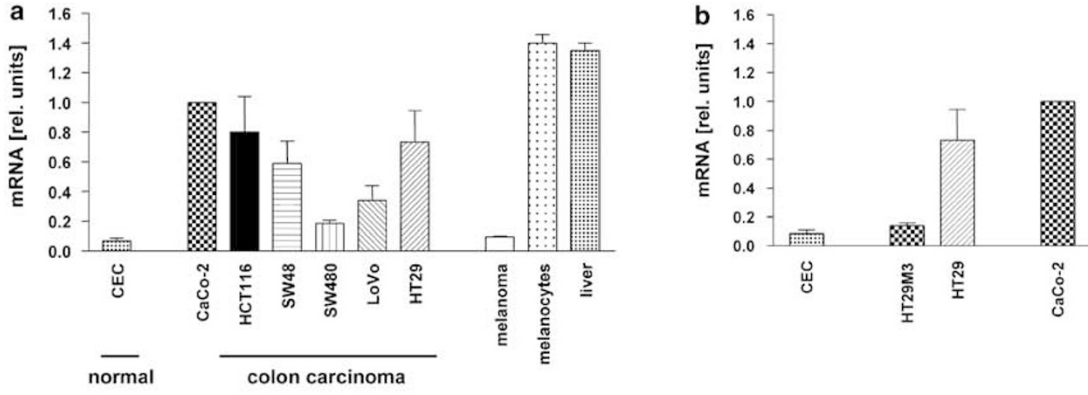 a
mRNA [rel. units]
1.6
1.4
1.2
1.0
0.8
0.6
0.4
0.2
0.0
CEC
CaCo-2
HCT116
SW48
SW480
LoVo
HT29
melanoma
melanocytes
liver
normal
colon carcinoma
b
mRNA [rel. units]
1.6
1.4
1.2
1.0
0.8
0.6
0.4
0.2
0.0
CEC
HT29M3
HT29
CaCo-2